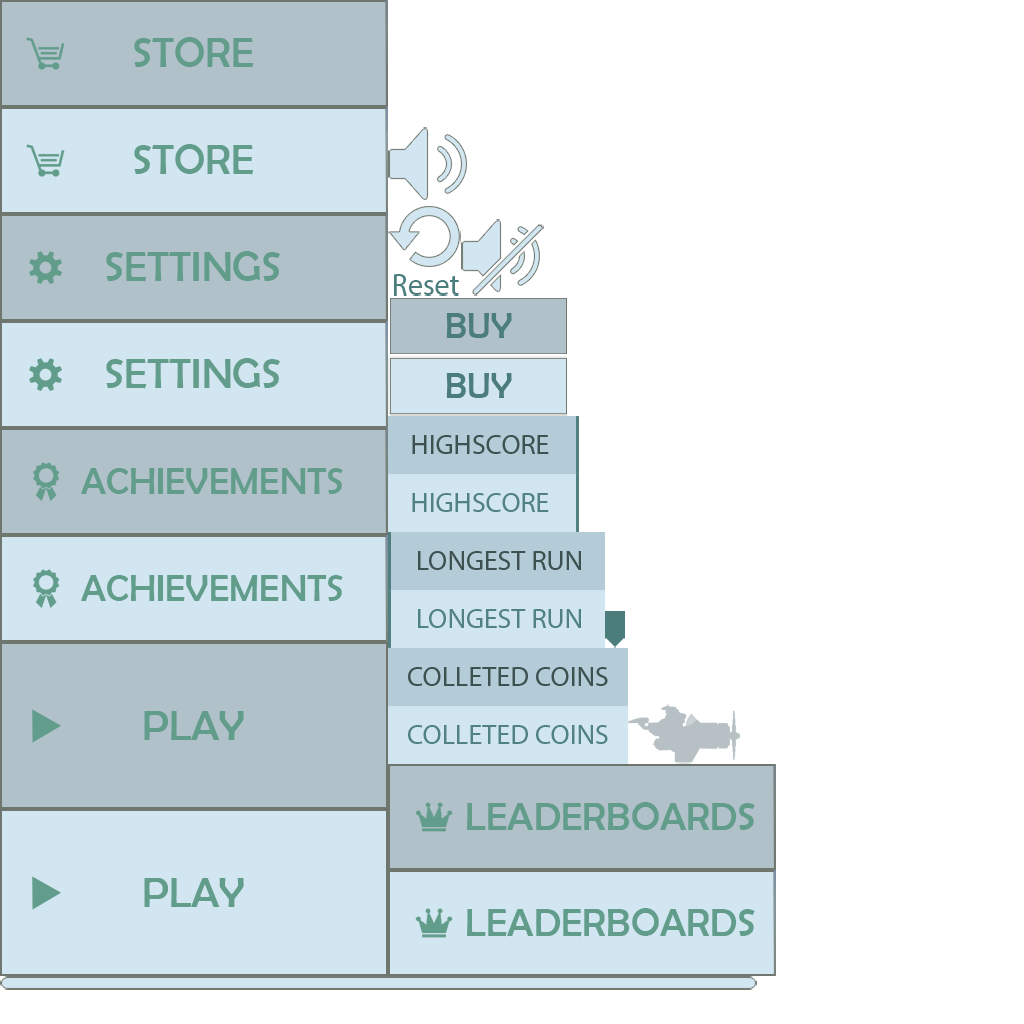 STORE
STORE
SETTINGS
Reset
BUY
SETTINGS
BUY
HIGHSCORE
ACHIEVEMENTS
HIGHSCORE
LONGEST RUN
ACHIEVEMENTS
LONGEST RUN
COLLETED COINS
PLAY
COLLETED COINS
LEADERBOARDS
PLAY
LEADERBOARDS